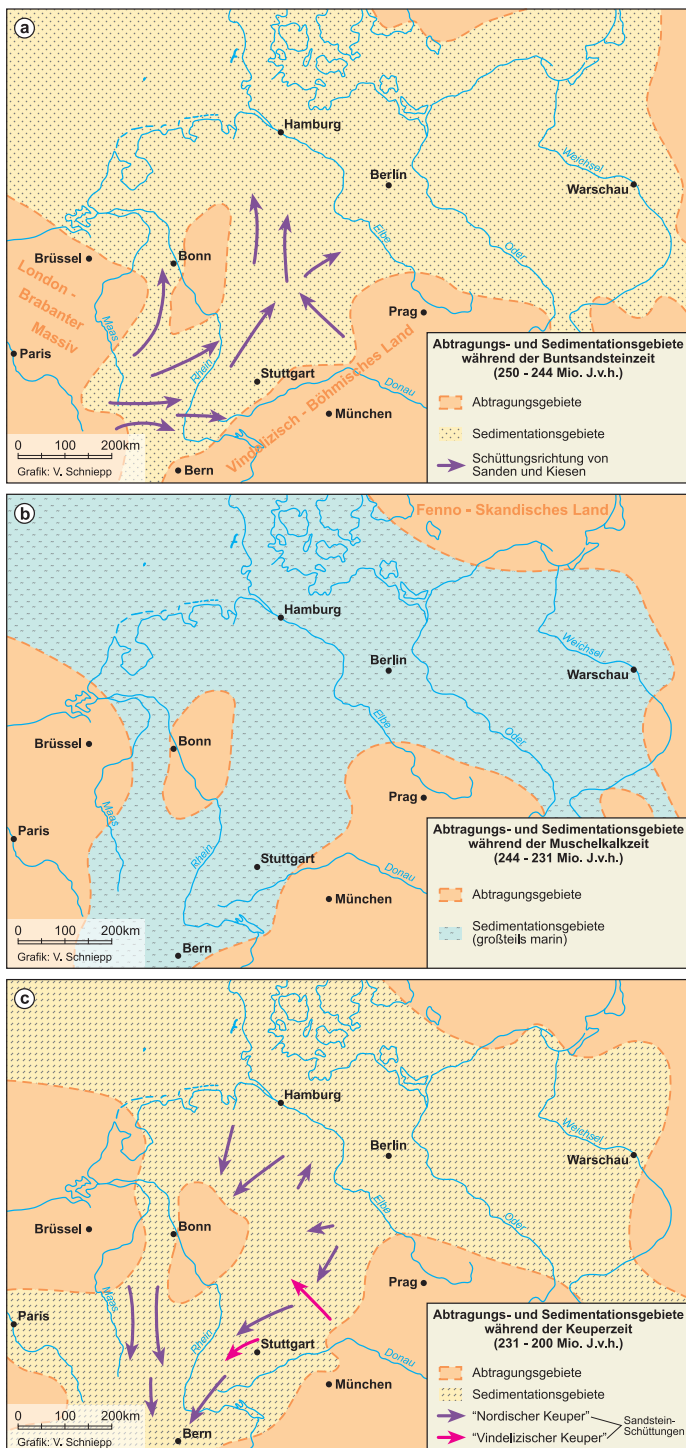 a
Hamburg
Berlin
Weichsel
Warschau
Elbe
Oder
Brüssel
Bonn
London -
Brabanter
Massiv
Maas
Prag
Paris
Rhein
Stuttgart
Donau
München
Vindelizisch - Böhmisches Land
Bern
0 100 200km
Grafik: V. Schniepp
Abtragungs- und Sedimentationsgebiete
während der Buntsandsteinzeit
(250 - 244 Mio. J.v.h.)
Abtragungsgebiete
Sedimentationsgebiete
Schüttungsrichtung von
Sanden und Kiesen
b
Fenno - Skandisches Land
Hamburg
Berlin
Weichsel
Warschau
Elbe
Oder
Brüssel
Bonn
Maas
Prag
Paris
Rhein
Stuttgart
Donau
München
Bern
0 100 200km
Grafik: V. Schniepp
Abtragungs- und Sedimentationsgebiete
während der Muschelkalkzeit
(244 - 231 Mio. J.v.h.)
Abtragungsgebiete
Sedimentationsgebiete
(großteils marin)
c
Hamburg
Berlin
Weichsel
Warschau
Elbe
Oder
Brüssel
Bonn
Maas
Prag
Paris
Rhein
Stuttgart
Donau
München
Bern
0 100 200km
Grafik: V. Schniepp
Abtragungs- und Sedimentationsgebiete
während der Keuperzeit
(231 - 200 Mio. J.v.h.)
Abtragungsgebiete
Sedimentationsgebiete
"Nordischer Keuper"
"Vindelizischer Keuper"
Sandstein-
Schüttungen